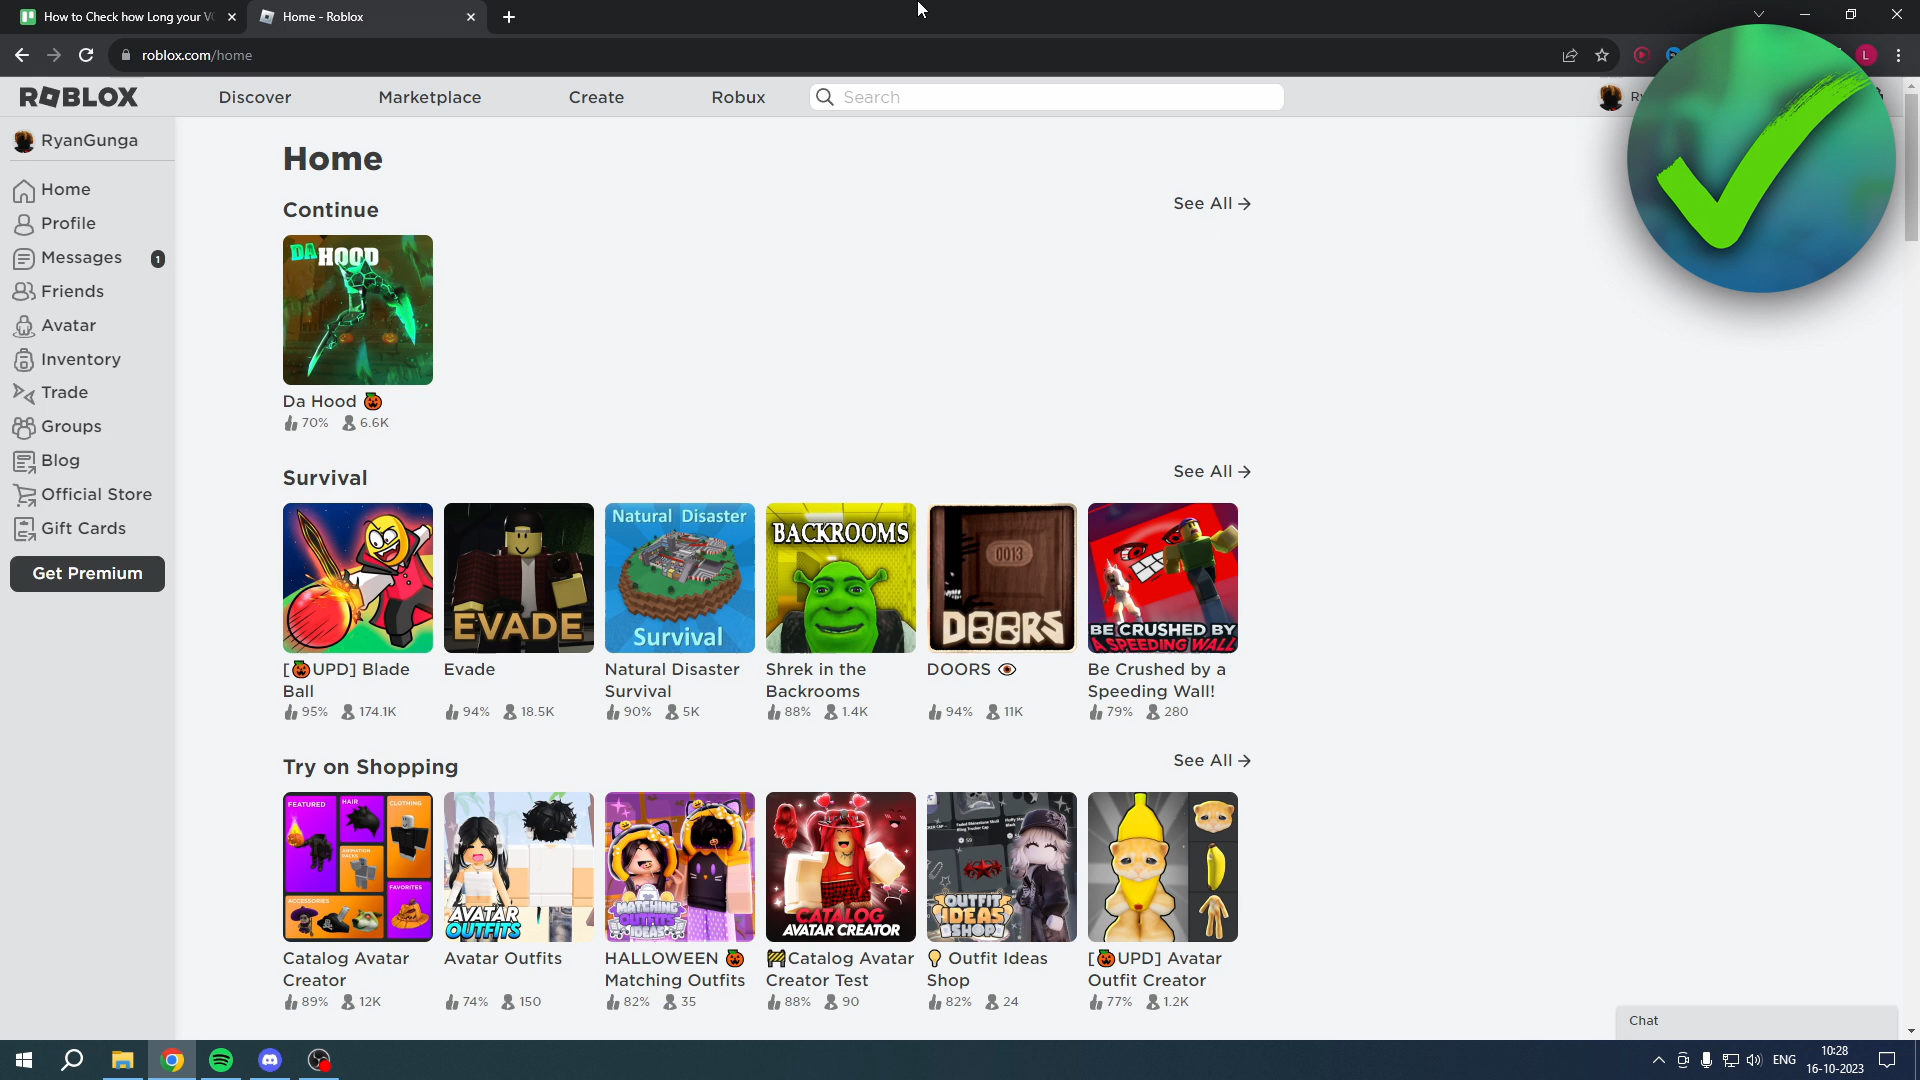 How to Check how Long your VC
Home - Roblox
roblox.com/home
L
ROBLOX
Discover
Marketplace
Create
Robux
Search
RyanGunga
Home
Profile
Messages
1
Friends
Avatar
Inventory
Trade
Groups
Blog
Official Store
Gift Cards
Get Premium
Home
Continue
See All →
DA HOOD
Da Hood 🎃
70% 6.6K
Survival
See All →
EVADE
Natural Disaster
Survival
BACKROOMS
0013
DOORS
BE CRUSHED BY
A SPEEDING WALL
[🎃UPD] Blade
Ball
95% 174.1K
Evade
94% 18.5K
Natural Disaster
Survival
90% 5K
Shrek in the
Backrooms
88% 1.4K
DOORS 👁
94% 11K
Be Crushed by a
Speeding Wall!
79% 280
Try on Shopping
See All →
FEATURED
HAIR
CLOTHING
ANIMATION
PACKS
FAVORITES
ACCESSORIES
AVATAR
OUTFITS
MATCHING
OUTFITS
IDEAS
CATALOG
AVATAR CREATOR
OUTFIT
IDEAS
SHOP
Catalog Avatar
Creator
89% 12K
Avatar Outfits
74% 150
HALLOWEEN 🎃
Matching Outfits
82% 35
🚧Catalog Avatar
Creator Test
88% 90
💡 Outfit Ideas
Shop
82% 24
[🎃UPD] Avatar
Outfit Creator
77% 1.2K
Chat
ENG
10:28
16-10-2023